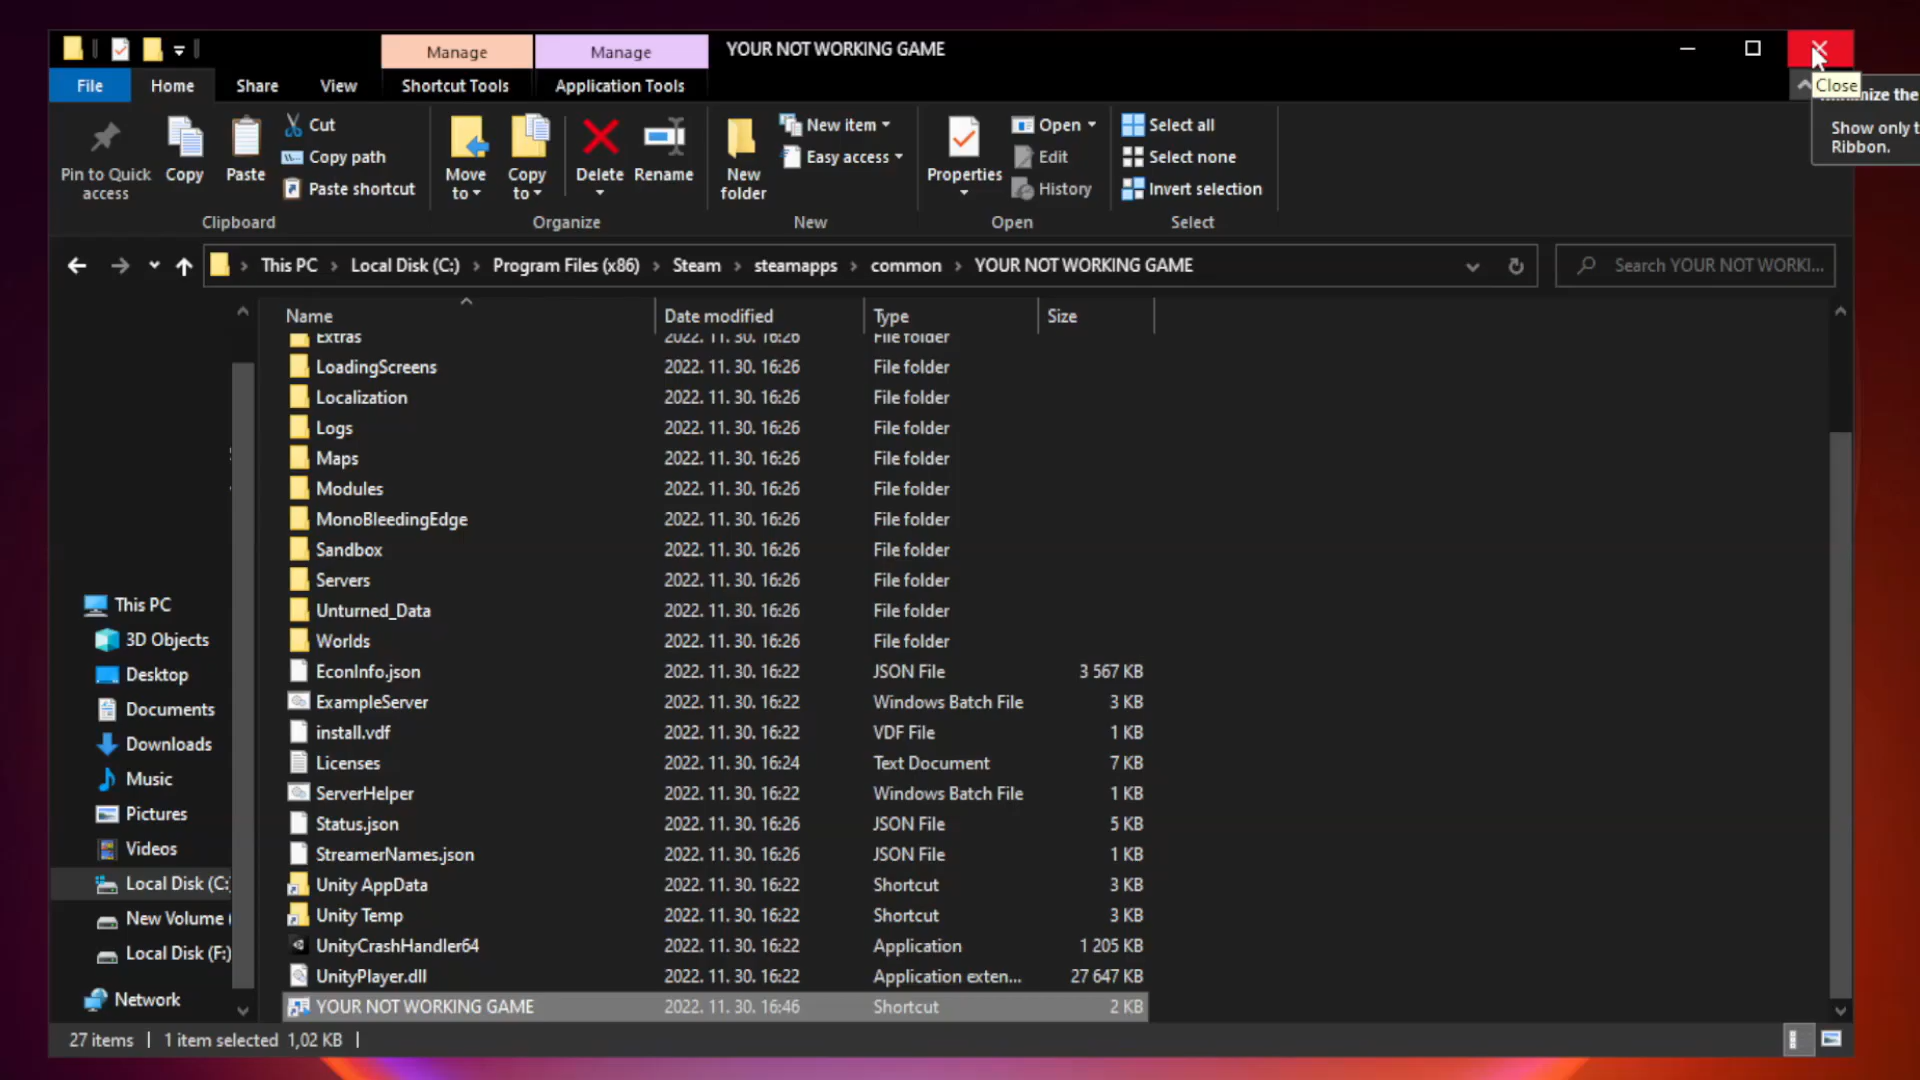 Manage
Manage
YOUR NOT WORKING GAME
File
Home
Share
View
Shortcut Tools
Application Tools
Close
the
Show only t
Ribbon.
Pin to Quick
access
Copy
Paste
Cut
Copy path
Paste shortcut
Clipboard
Move
to
Copy
to
Delete
Rename
Organize
New
folder
New item
Easy access
New
Properties
Open
Edit
History
Open
Select all
Select none
Invert selection
Select
This PC
Local Disk (C:)
Program Files (x86)
Steam
steamapps
common
YOUR NOT WORKING GAME
Search YOUR NOT WORKI...
Name Date modified Type Size
Extras 2022. 11. 30. 16:26 File folder
LoadingScreens 2022. 11. 30. 16:26 File folder
Localization 2022. 11. 30. 16:26 File folder
Logs 2022. 11. 30. 16:26 File folder
Maps 2022. 11. 30. 16:26 File folder
Modules 2022. 11. 30. 16:26 File folder
MonoBleedingEdge 2022. 11. 30. 16:26 File folder
Sandbox 2022. 11. 30. 16:26 File folder
Servers 2022. 11. 30. 16:26 File folder
Unturned_Data 2022. 11. 30. 16:26 File folder
Worlds 2022. 11. 30. 16:26 File folder
EconInfo.json 2022. 11. 30. 16:22 JSON File 3 567 KB
ExampleServer 2022. 11. 30. 16:22 Windows Batch File 3 KB
install.vdf 2022. 11. 30. 16:22 VDF File 1 KB
Licenses 2022. 11. 30. 16:24 Text Document 7 KB
ServerHelper 2022. 11. 30. 16:22 Windows Batch File 1 KB
Status.json 2022. 11. 30. 16:26 JSON File 5 KB
StreamerNames.json 2022. 11. 30. 16:26 JSON File 1 KB
Unity AppData 2022. 11. 30. 16:22 Shortcut 3 KB
Unity Temp 2022. 11. 30. 16:22 Shortcut 3 KB
UnityCrashHandler64 2022. 11. 30. 16:22 Application 1 205 KB
UnityPlayer.dll 2022. 11. 30. 16:22 Application exten... 27 647 KB
YOUR NOT WORKING GAME 2022. 11. 30. 16:46 Shortcut 2 KB
This PC
3D Objects
Desktop
Documents
Downloads
Music
Pictures
Videos
Local Disk (C:)
New Volume (
Local Disk (F:)
Network
27 items
1 item selected 1,02 KB